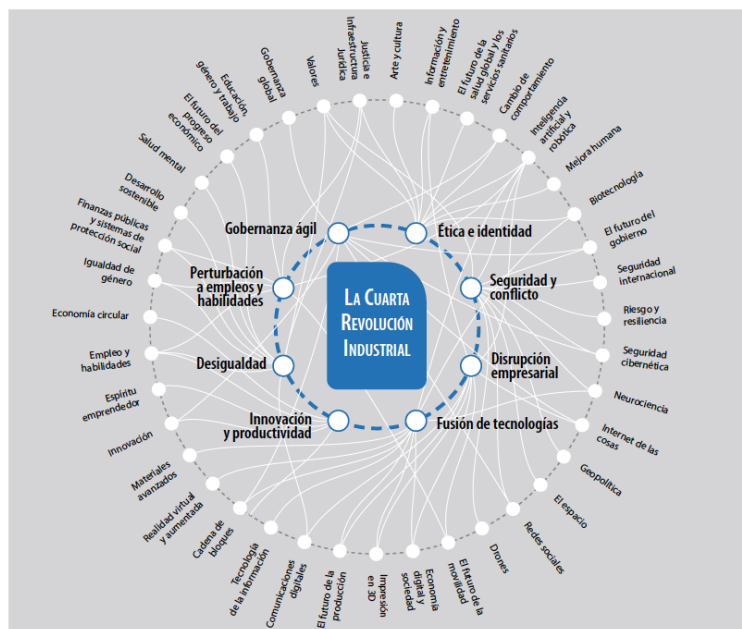 LA CUARTA
REVOLUCIÓN
INDUSTRIAL
Gobernanza ágil
Ética e identidad
Seguridad y
conflicto
Disrupción
empresarial
Fusión de tecnologías
Innovación
y productividad
Desigualdad
Perturbación
a empleos y
habilidades
Valores
Justicia e
Infraestructura
Jurídica
Arte y cultura
Información y
entretenimiento
El futuro de la
salud global y los
servicios sanitarios
Cambio de
comportamiento
Inteligencia
artificial y
robótica
Mejora humana
Biotecnología
El futuro del
gobierno
Seguridad
internacional
Riesgo y
resiliencia
Seguridad
cibernética
Neurociencia
Internet de las
cosas
Geopolítica
El espacio
Redes sociales
Drones
El futuro de la
movilidad
Economía
digital y
sociedad
Impresión
en 3D
El futuro de la
producción
Comunicaciones
digitales
Tecnología
de la información
Cadena de
bloques
Realidad virtual
y aumentada
Materiales
avanzados
Innovación
Espíritu
emprendedor
Empleo y
habilidades
Economía circular
Igualdad de
género
Finanzas públicas
y sistemas de
protección social
Desarrollo
sostenible
Salud mental
El futuro del
progreso
económico
Educación,
género y trabajo
Gobernanza
global